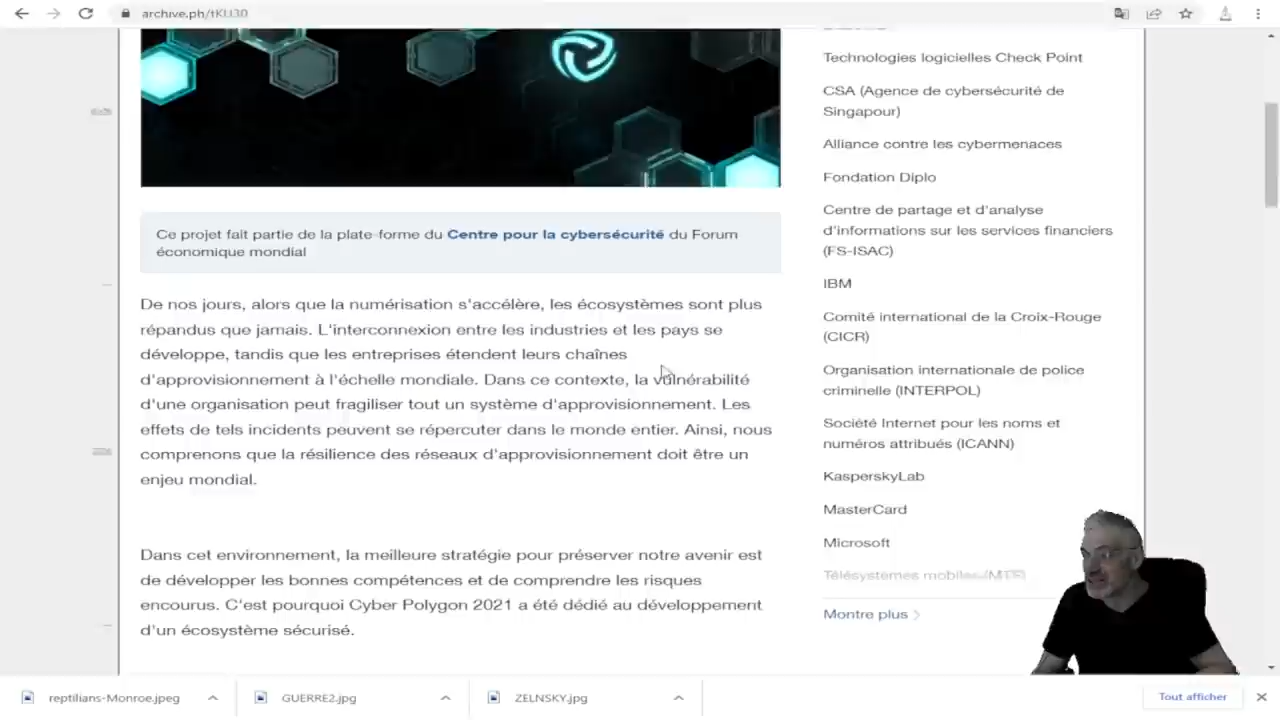 archive.ph/tKU30
Technologies logicielles Check Point
CSA (Agence de cybersécurité de
Singapour)
Alliance contre les cybermenaces
Fondation Diplo
Centre de partage et d'analyse
d'informations sur les services financiers
(FS-ISAC)
IBM
Comité international de la Croix-Rouge
(CICR)
Organisation internationale de police
criminelle (INTERPOL)
Société Internet pour les noms et
numéros attribués (ICANN)
KasperskyLab
MasterCard
Microsoft
Télésystèmes mobiles (MTS)
Montre plus
Ce projet fait partie de la plate-forme du Centre pour la cybersécurité du Forum
économique mondial
De nos jours, alors que la numérisation s'accélère, les écosystèmes sont plus
répandus que jamais. L'interconnexion entre les industries et les pays se
développe, tandis que les entreprises étendent leurs chaînes
d'approvisionnement à l'échelle mondiale. Dans ce contexte, la vulnérabilité
d'une organisation peut fragiliser tout un système d'approvisionnement. Les
effets de tels incidents peuvent se répercuter dans le monde entier. Ainsi, nous
comprenons que la résilience des réseaux d'approvisionnement doit être un
enjeu mondial.
Dans cet environnement, la meilleure stratégie pour préserver notre avenir est
de développer les bonnes compétences et de comprendre les risques
encourus. C'est pourquoi Cyber Polygon 2021 a été dédié au développement
d'un écosystème sécurisé.
reptilians-Monroe.jpeg
GUERRE2.jpg
ZELNSKY.jpg
Tout afficher